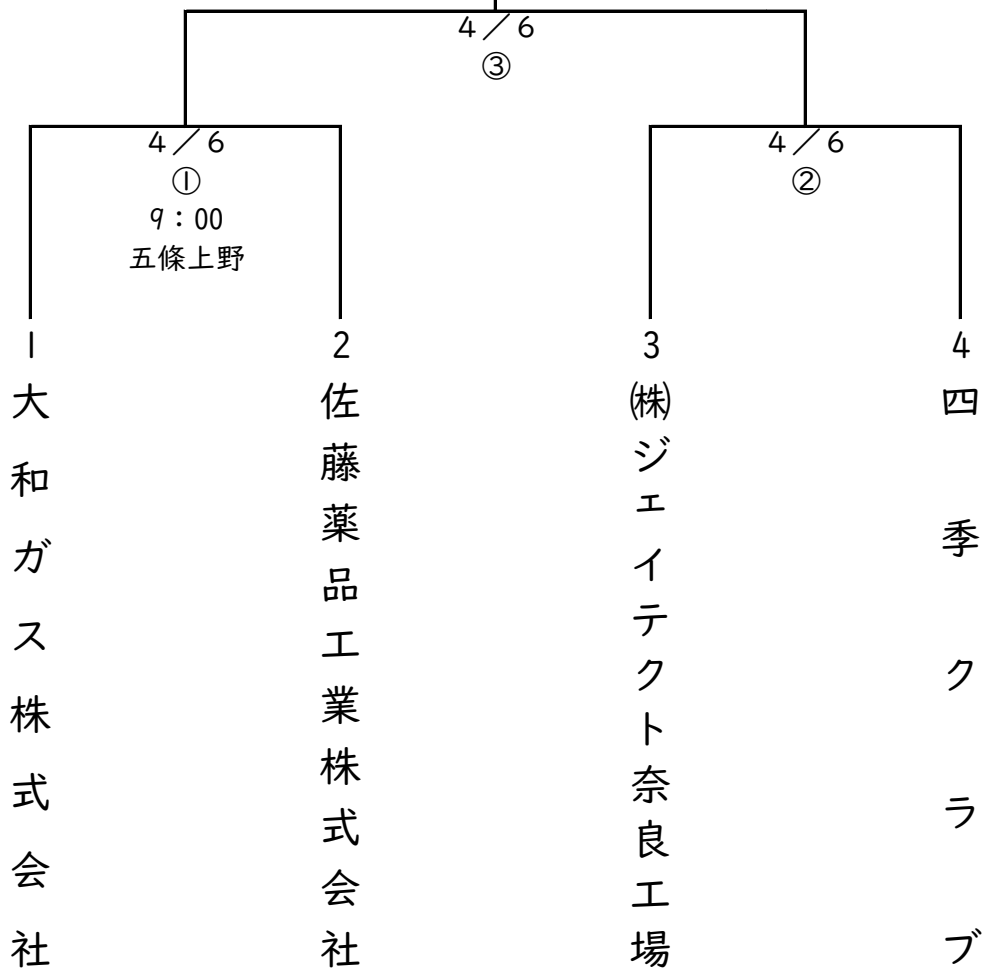 4／6
③
4／6
①
9：00
五條上野
4／6
②
1
大和ガス株式会社
2
佐藤薬品工業株式会社
3
㈱ジェイテクト奈良工場
4
四季クラブ